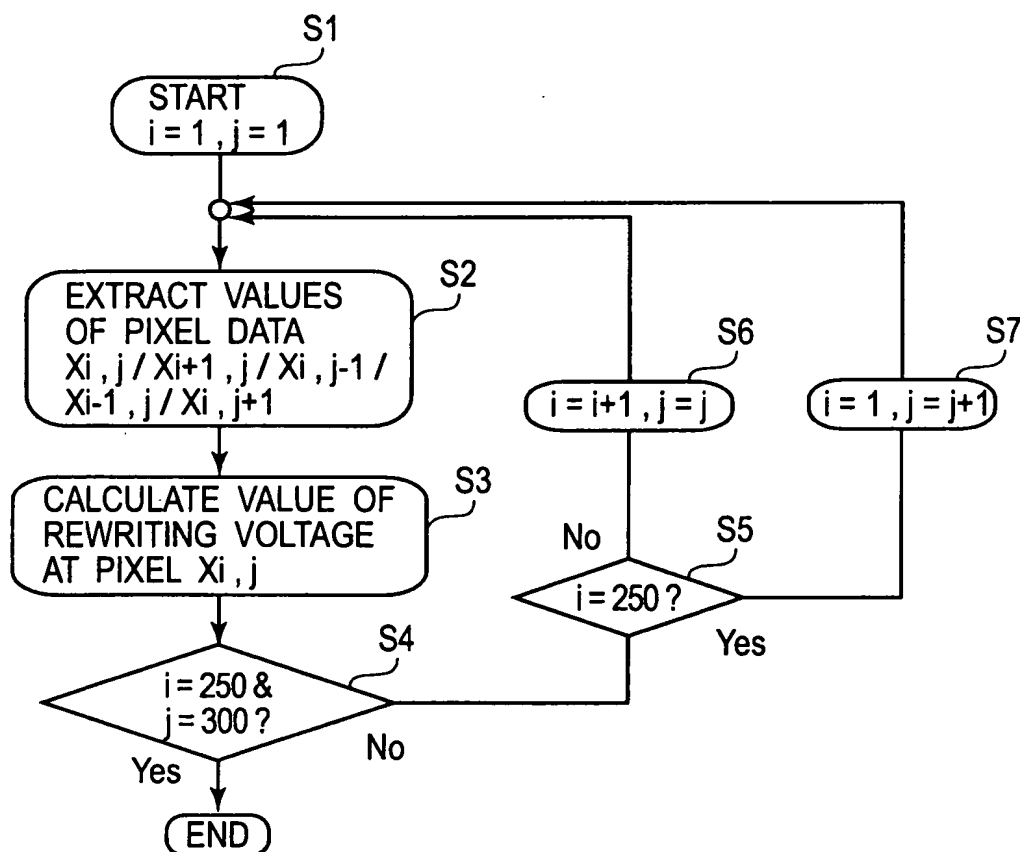 S1
START
i = 1 , j = 1
S2
EXTRACT VALUES
OF PIXEL DATA
Xi , j / Xi+1 , j / Xi , j-1 /
Xi-1 , j / Xi , j+1
S6
i = i+1 , j = j
S7
i = 1 , j = j+1
S3
CALCULATE VALUE OF
REWRITING VOLTAGE
AT PIXEL Xi , j
S5
No
i = 250 ?
Yes
S4
i = 250 &
j = 300 ?
No
Yes
END